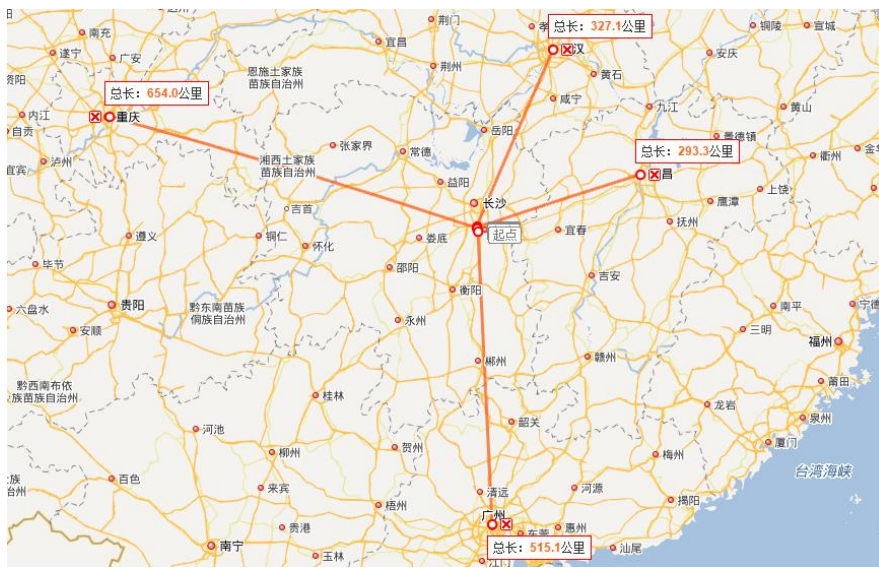 荆门
铜陵
宣城
南充
总长：327.1公里
宜昌
汉
安庆
遂宁
广安
恩施土家族
苗族自治州
荆州
黄石
总长：654.0公里
咸宁
九江
黄山
内江
重庆
岳阳
景德镇
自贡
张家界
常德
总长：293.3公里
衢州
宜宾
泸州
湘西土家族
苗族自治州
益阳
昌
上饶
吉首
长沙
鹰潭
抚州
遵义
铜仁
怀化
娄底
起点
宜春
毕节
邵阳
吉安
衡阳
六盘水
贵阳
黔东南苗族
侗族自治州
永州
南平
宁德
安顺
三明
福州
郴州
赣州
黔西南布依
族苗族自治州
莆田
桂林
龙岩
泉州
河池
韶关
厦门
柳州
贺州
梅州
台湾海峡
百色
来宾
清远
河源
揭阳
梧州
广州
贵港
东莞
惠州
南宁
玉林
总长：515.1公里
汕尾
江门